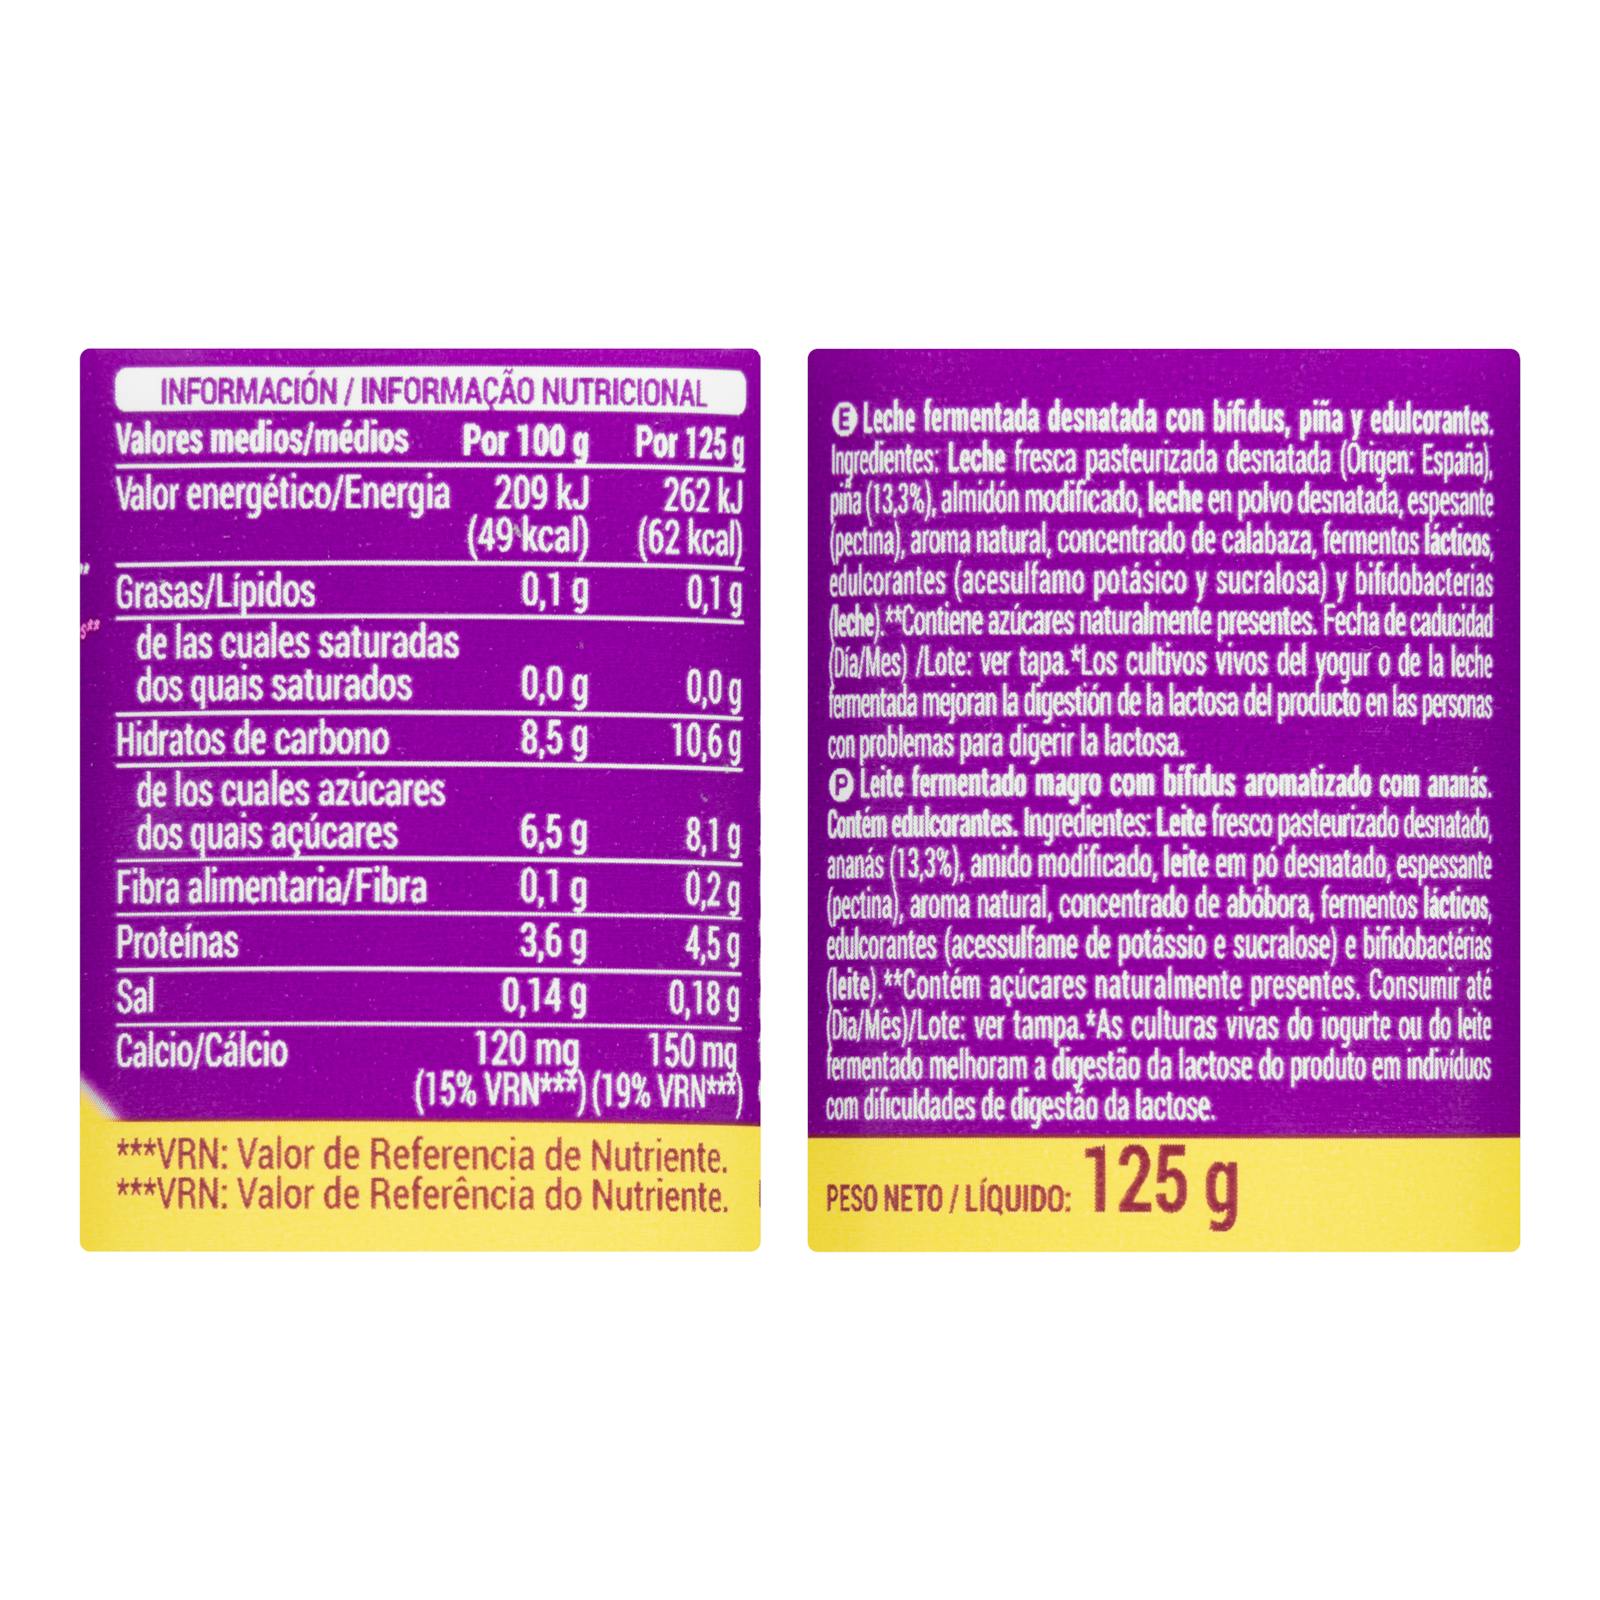 INFORMACIÓN / INFORMAÇÃO NUTRICIONAL
Valores medios/médios Por 100 g Por 125 g
Valor energético/Energia 209 kJ 262 kJ
(49 kcal) (62 kcal)
Grasas/Lípidos 0,1 g 0,1 g
de las cuales saturadas
dos quais saturados 0,0 g 0,0 g
Hidratos de carbono 8,5 g 10,6 g
de los cuales azúcares
dos quais açúcares 6,5 g 8,1 g
Fibra alimentaria/Fibra 0,1 g 0,2 g
Proteínas 3,6 g 4,5 g
Sal 0,14 g 0,18 g
Calcio/Cálcio 120 mg 150 mg
(15% VRN***) (19% VRN***)
***VRN: Valor de Referencia de Nutriente.
***VRN: Valor de Referência do Nutriente.
E Leche fermentada desnatada con bífidus, piña y edulcorantes.
Ingredientes: Leche fresca pasteurizada desnatada (Origen: España),
piña (13,3%), almidón modificado, leche en polvo desnatada, espesante
(pectina), aroma natural, concentrado de calabaza, fermentos lácticos,
edulcorantes (acesulfamo potásico y sucralosa) y bifidobacterias
(leche).**Contiene azúcares naturalmente presentes. Fecha de caducidad
(Día/Mes) /Lote: ver tapa.*Los cultivos vivos del yogur o de la leche
fermentada mejoran la digestión de la lactosa del producto en las personas
con problemas para digerir la lactosa.
P Leite fermentado magro com bífidus aromatizado com ananás.
Contém edulcorantes. Ingredientes: Leite fresco pasteurizado desnatado,
ananás (13,3%), amido modificado, leite em pó desnatado, espessante
(pectina), aroma natural, concentrado de abóbora, fermentos lácticos,
edulcorantes (acessulfame de potássio e sucralose) e bifidobactérias
(leite).**Contém açúcares naturalmente presentes. Consumir até
(Dia/Mês)/Lote: ver tampa.*As culturas vivas do iogurte ou do leite
fermentado melhoram a digestão da lactose do produto em indivíduos
com dificuldades de digestão da lactose.
PESO NETO / LÍQUIDO: 125 g